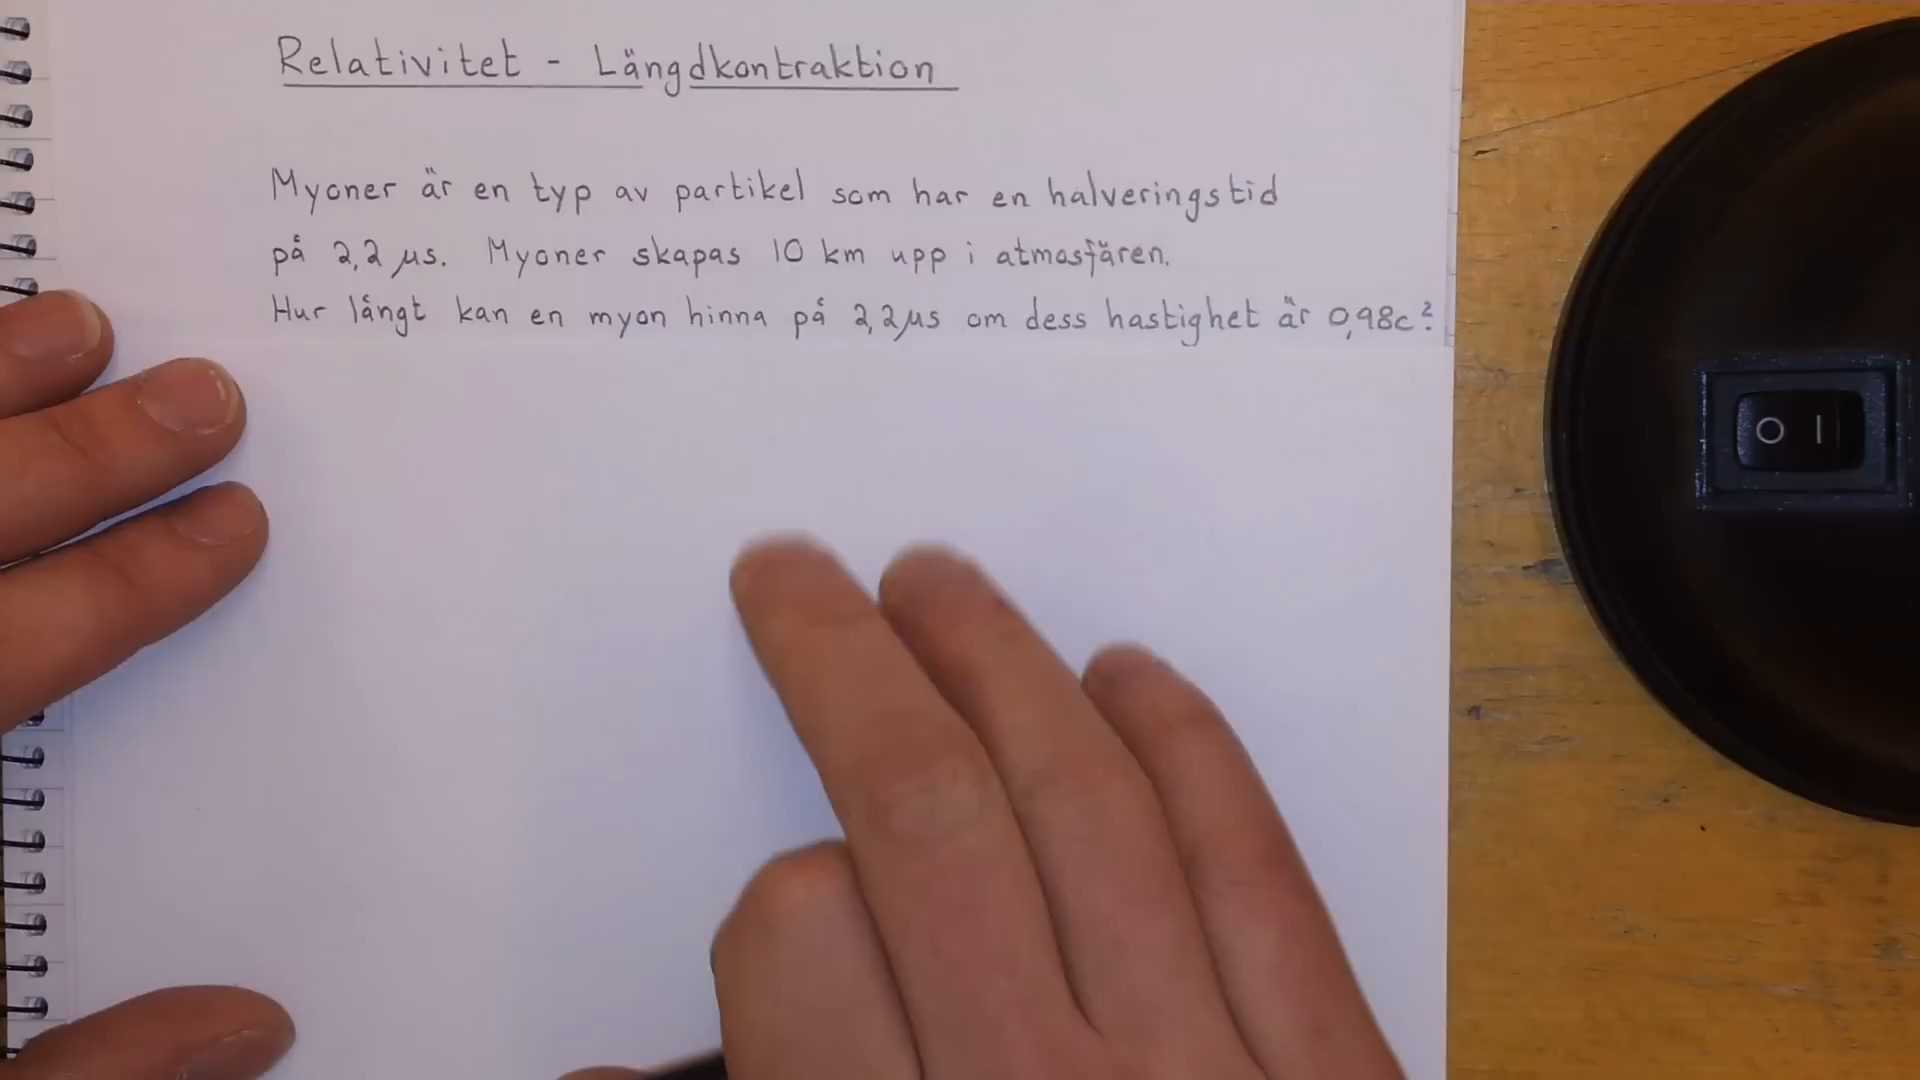 Relativitet - Längdkontraktion
Myoner är en typ av partikel som har en halveringstid
på 2,2 µs. Myoner skapas 10 km upp i atmosfären.
Hur långt kan en myon hinna på 2,2µs om dess hastighet är 0,98c?
O I